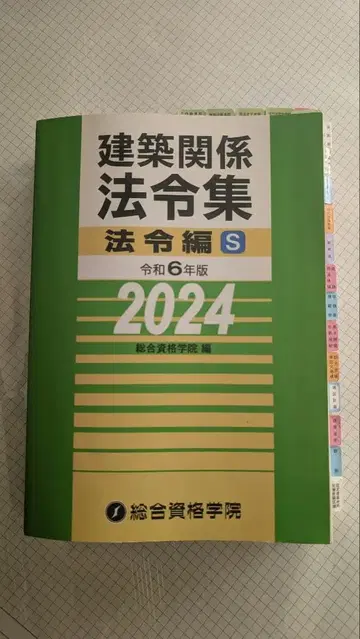 建築関係
法令集
法令編 S
令和6年版
2024
総合資格学院 編
総合資格学院